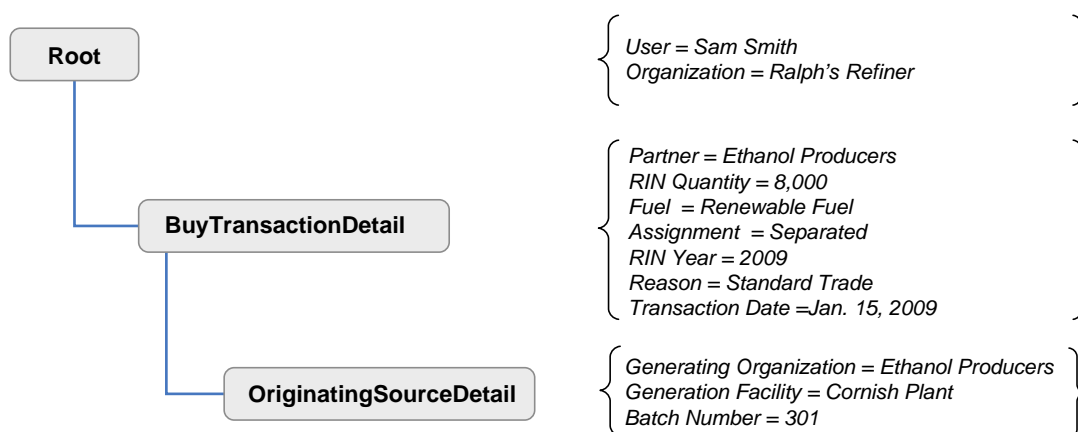 Root
User = Sam Smith
Organization = Ralph's Refiner
BuyTransactionDetail
Partner = Ethanol Producers
RIN Quantity = 8,000
Fuel = Renewable Fuel
Assignment = Separated
RIN Year = 2009
Reason = Standard Trade
Transaction Date =Jan. 15, 2009
OriginatingSourceDetail
Generating Organization = Ethanol Producers
Generation Facility = Cornish Plant
Batch Number = 301